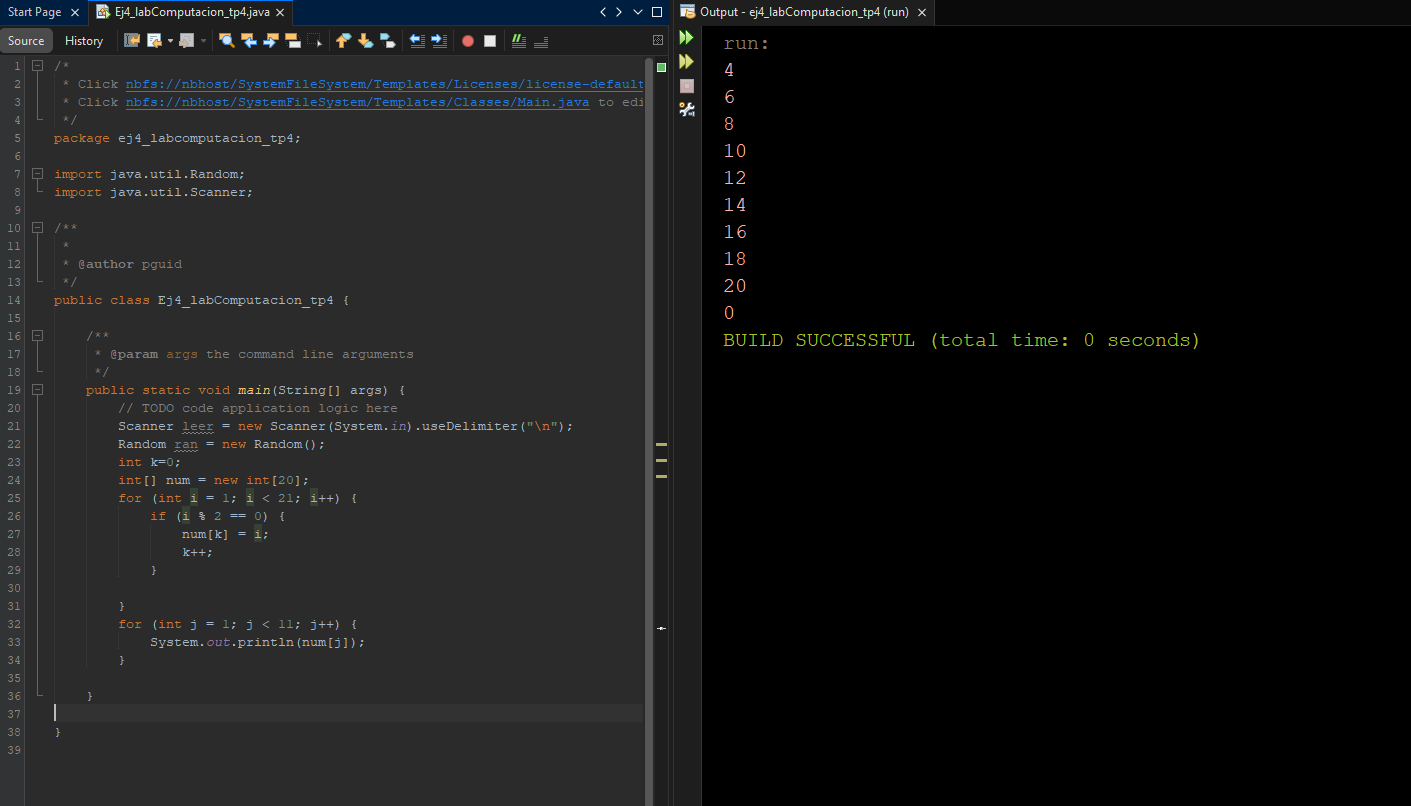 Start Page
Ej4_labComputacion_tp4.java
Source History
1 /*
2 * Click nbfs://nbhost/SystemFileSystem/Templates/Licenses/license-default
3 * Click nbfs://nbhost/SystemFileSystem/Templates/Classes/Main.java to edi
4 */
5 package ej4_labcomputacion_tp4;
6
7 import java.util.Random;
8 import java.util.Scanner;
9
10 /**
11 *
12 * @author pguid
13 */
14 public class Ej4_labComputacion_tp4 {
15
16 /**
17 * @param args the command line arguments
18 */
19 public static void main(String[] args) {
20 // TODO code application logic here
21 Scanner leer = new Scanner(System.in).useDelimiter("\n");
22 Random ran = new Random();
23 int k=0;
24 int[] num = new int[20];
25 for (int i = 1; i < 21; i++) {
26 if (i % 2 == 0) {
27 num[k] = i;
28 k++;
29 }
30
31 }
32 for (int j = 1; j < 11; j++) {
33 System.out.println(num[j]);
34 }
35
36 }
37
38 }
39
Output - ej4_labComputacion_tp4 (run)
run:
4
6
8
10
12
14
16
18
20
0
BUILD SUCCESSFUL (total time: 0 seconds)